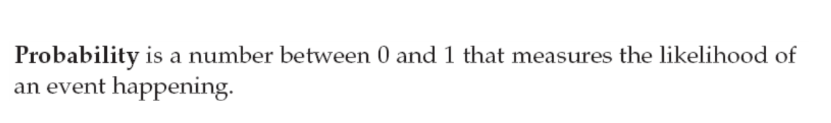 Probability is a number between 0 and 1 that measures the likelihood of
an event happening.